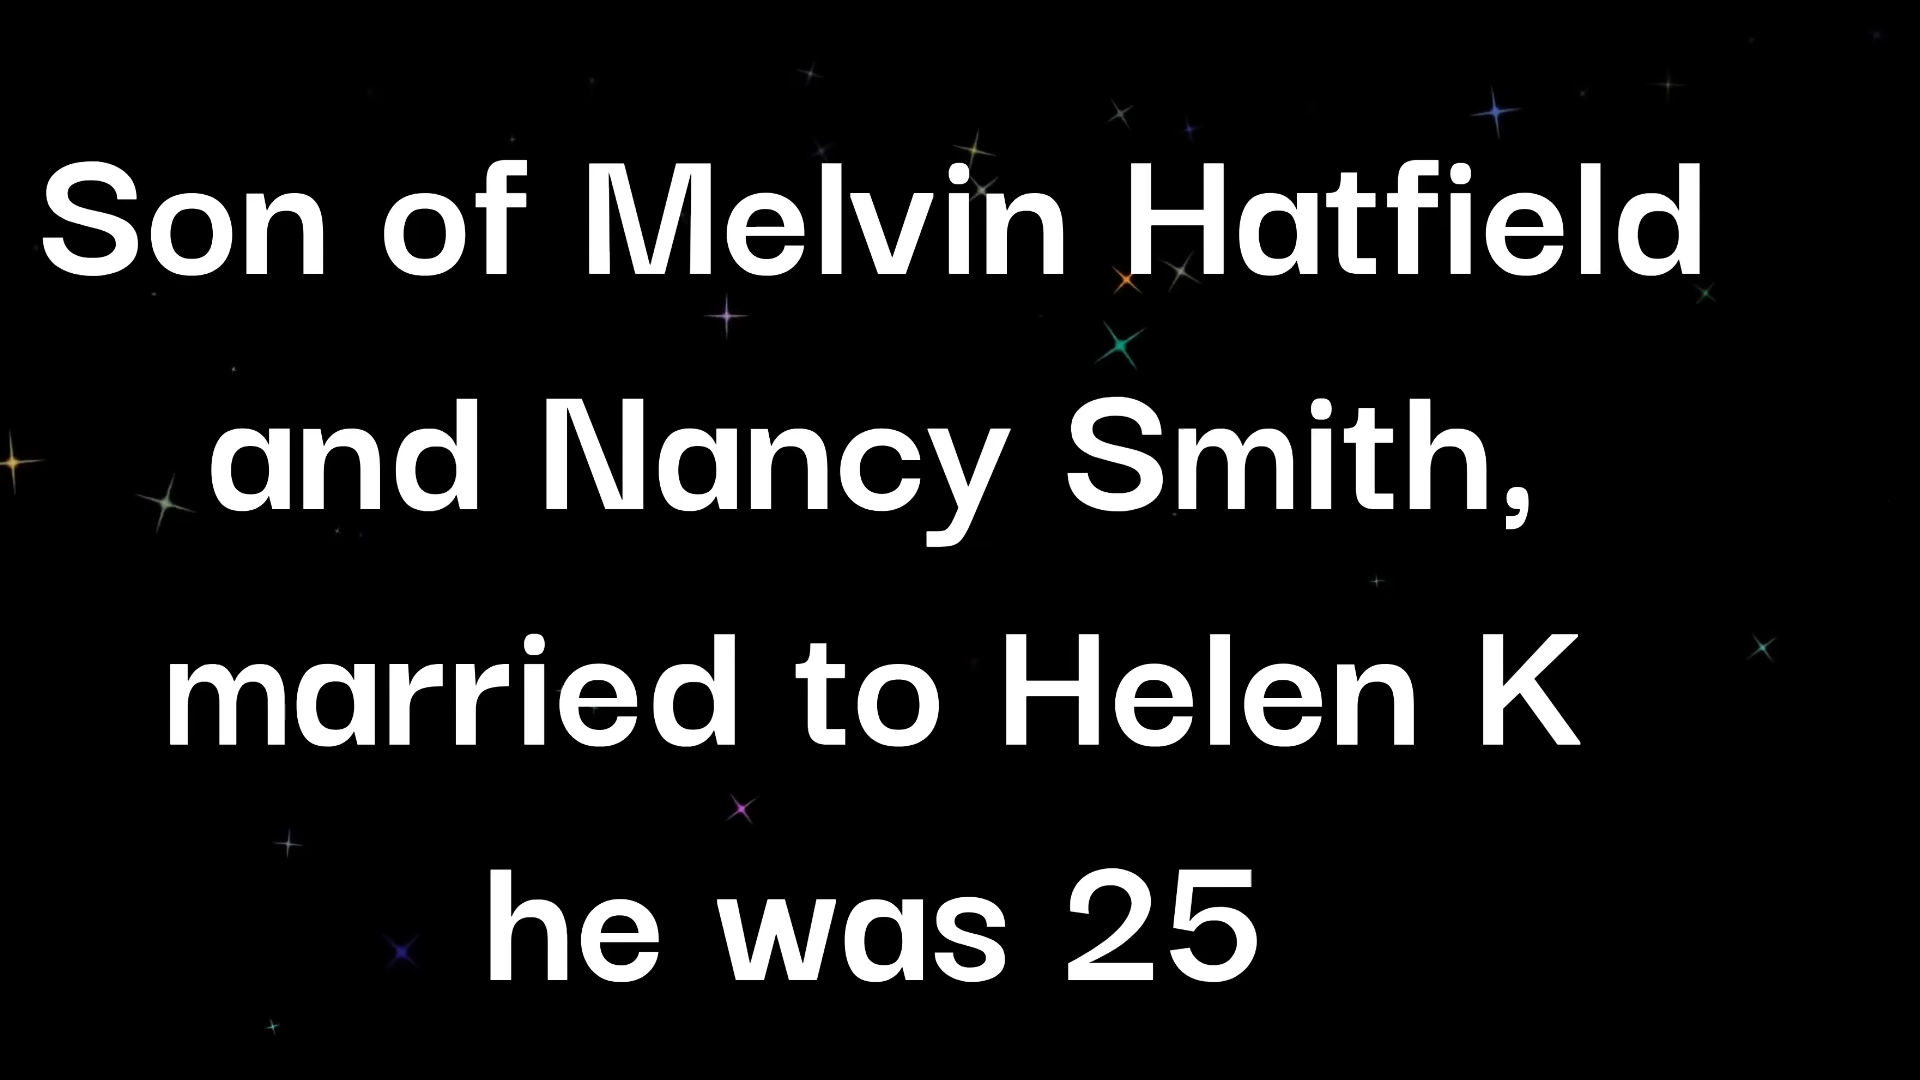 Son of Melvin Hatfield
and Nancy Smith,
married to Helen K
he was 25